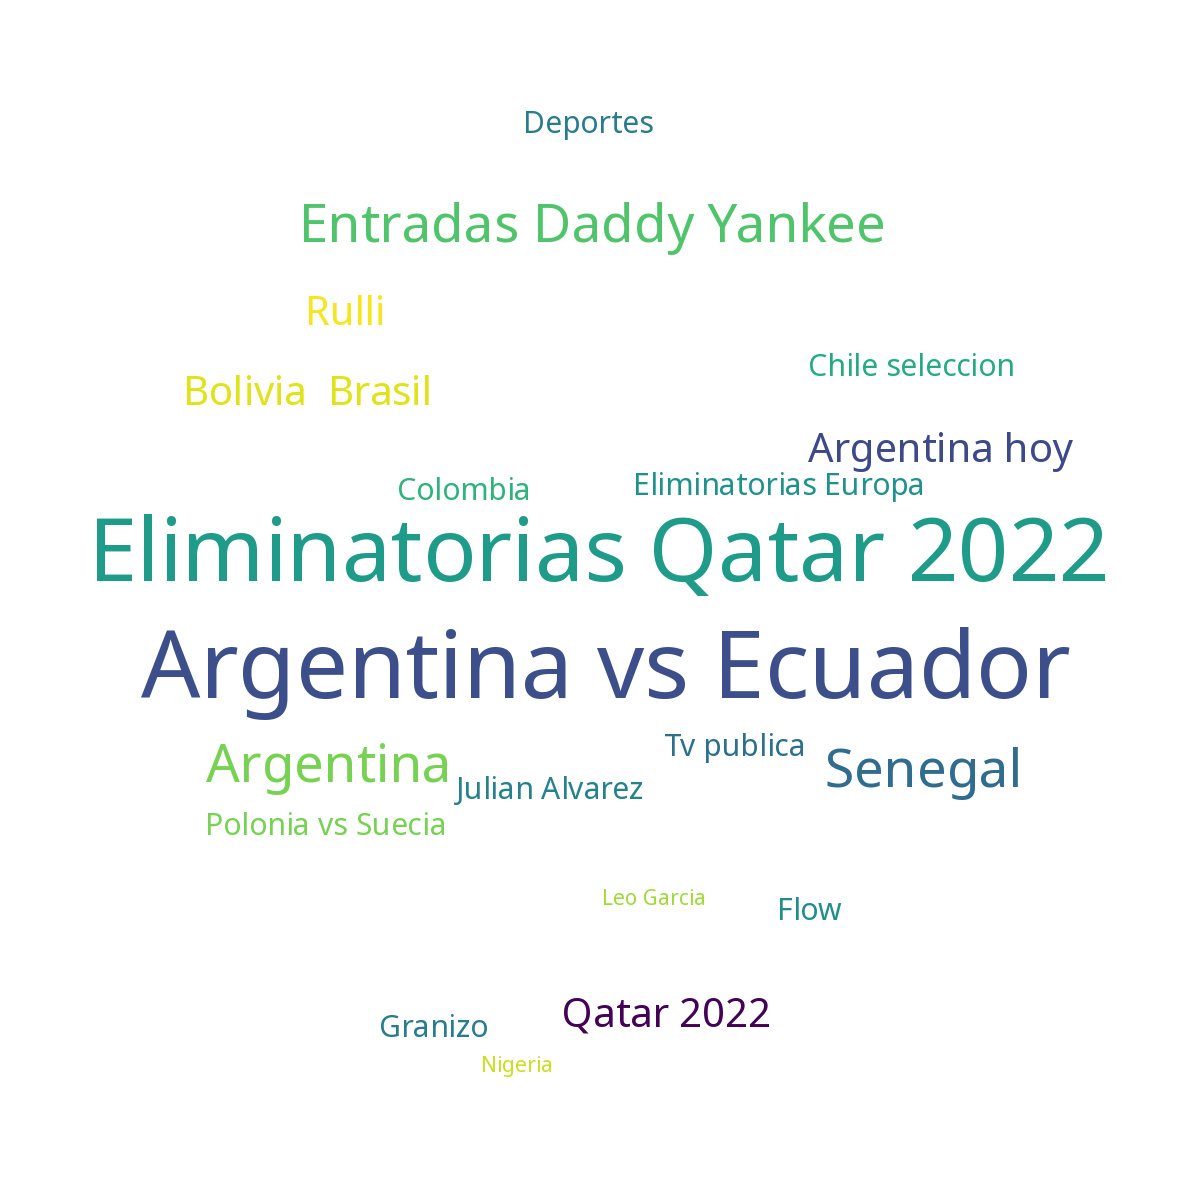 Deportes
Entradas Daddy Yankee
Rulli
Chile seleccion
Bolivia Brasil
Argentina hoy
Colombia
Eliminatorias Europa
Eliminatorias Qatar 2022
Argentina vs Ecuador
Tv publica
Argentina
Senegal
Julian Alvarez
Polonia vs Suecia
Leo Garcia
Flow
Qatar 2022
Granizo
Nigeria